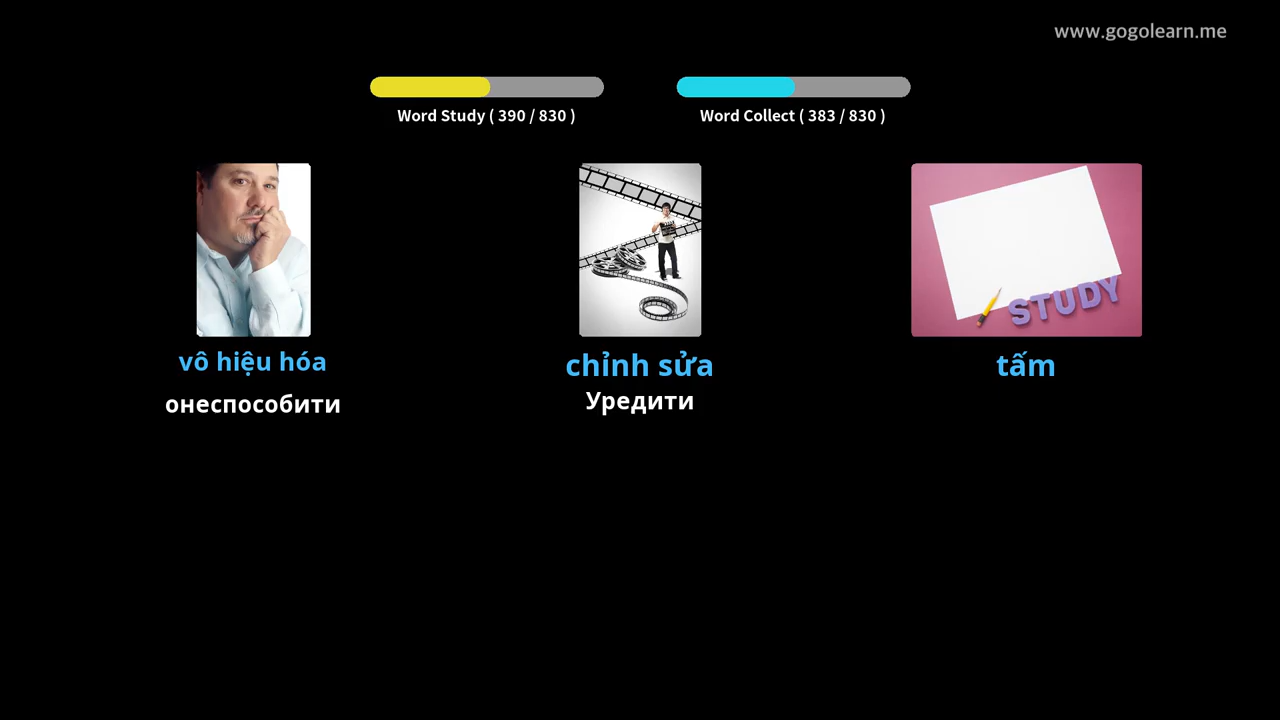 www.gogolearn.me
Word Study ( 390 / 830 )
Word Collect ( 383 / 830 )
STUDY
vô hiệu hóa
chỉnh sửa
tấm
онеспособити
Уредити